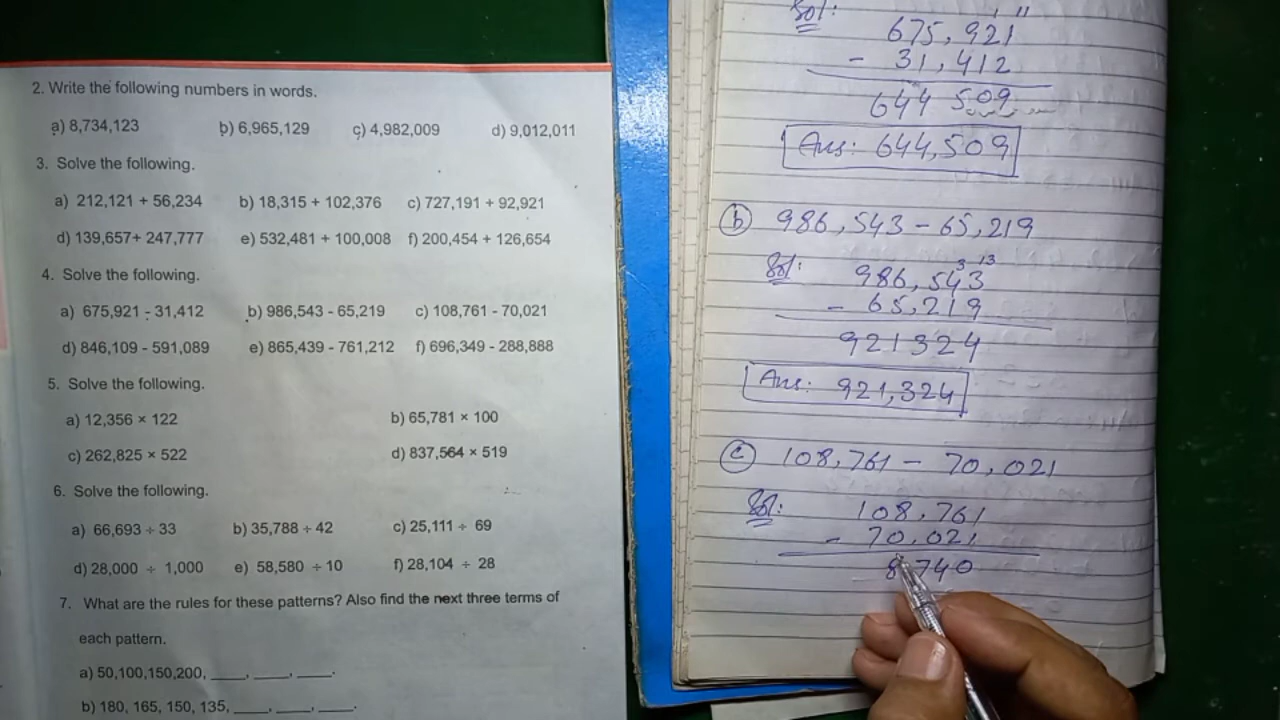 2. Write the following numbers in words.
a) 8,734,123 b) 6,965,129 c) 4,982,009 d) 9,012,011
3. Solve the following.
a) 212,121 + 56,234 b) 18,315 + 102,376 c) 727,191 + 92,921
d) 139,657+ 247,777 e) 532,481 + 100,008 f) 200,454 + 126,654
4. Solve the following.
a) 675,921 - 31,412 b) 986,543 - 65,219 c) 108,761 - 70,021
d) 846,109 - 591,089 e) 865,439 - 761,212 f) 696,349 - 288,888
5. Solve the following.
a) 12,356 × 122 b) 65,781 × 100
c) 262,825 × 522 d) 837,564 × 519
6. Solve the following.
a) 66,693 ÷ 33 b) 35,788 ÷ 42 c) 25,111 ÷ 69
d) 28,000 ÷ 1,000 e) 58,580 ÷ 10 f) 28,104 ÷ 28
7. What are the rules for these patterns? Also find the next three terms of
each pattern.
a) 50,100,150,200, ____, ____, ____.
b) 180, 165, 150, 135, ____, ____, ____.
Sol: 1 11
675,921
- 31,412
644 509
Ans: 644,509
b 986,543 - 65,219
Sol: 3 13
986,543
- 65,219
921324
Ans: 921,324
c 108,761 - 70,021
Sol: 108,761
- 70,021
8740